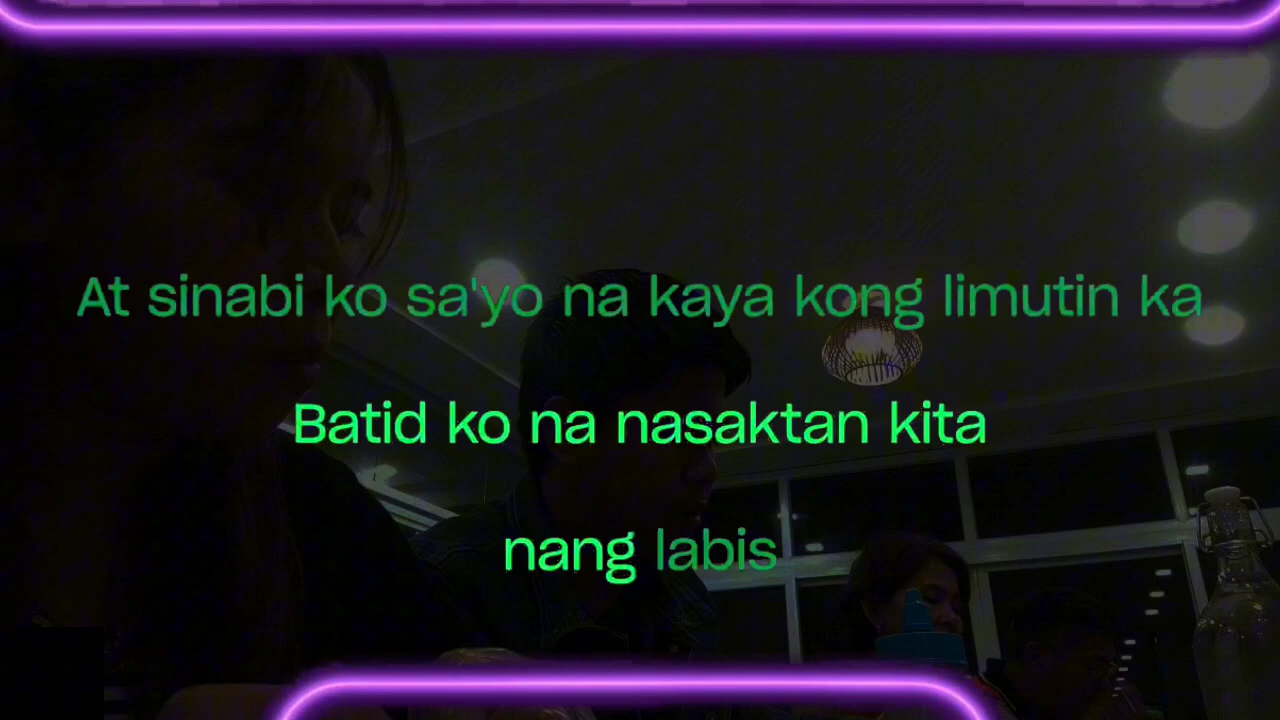 At sinabi ko sa'yo na kaya kong limutin ka
Batid ko na nasaktan kita
nang labis